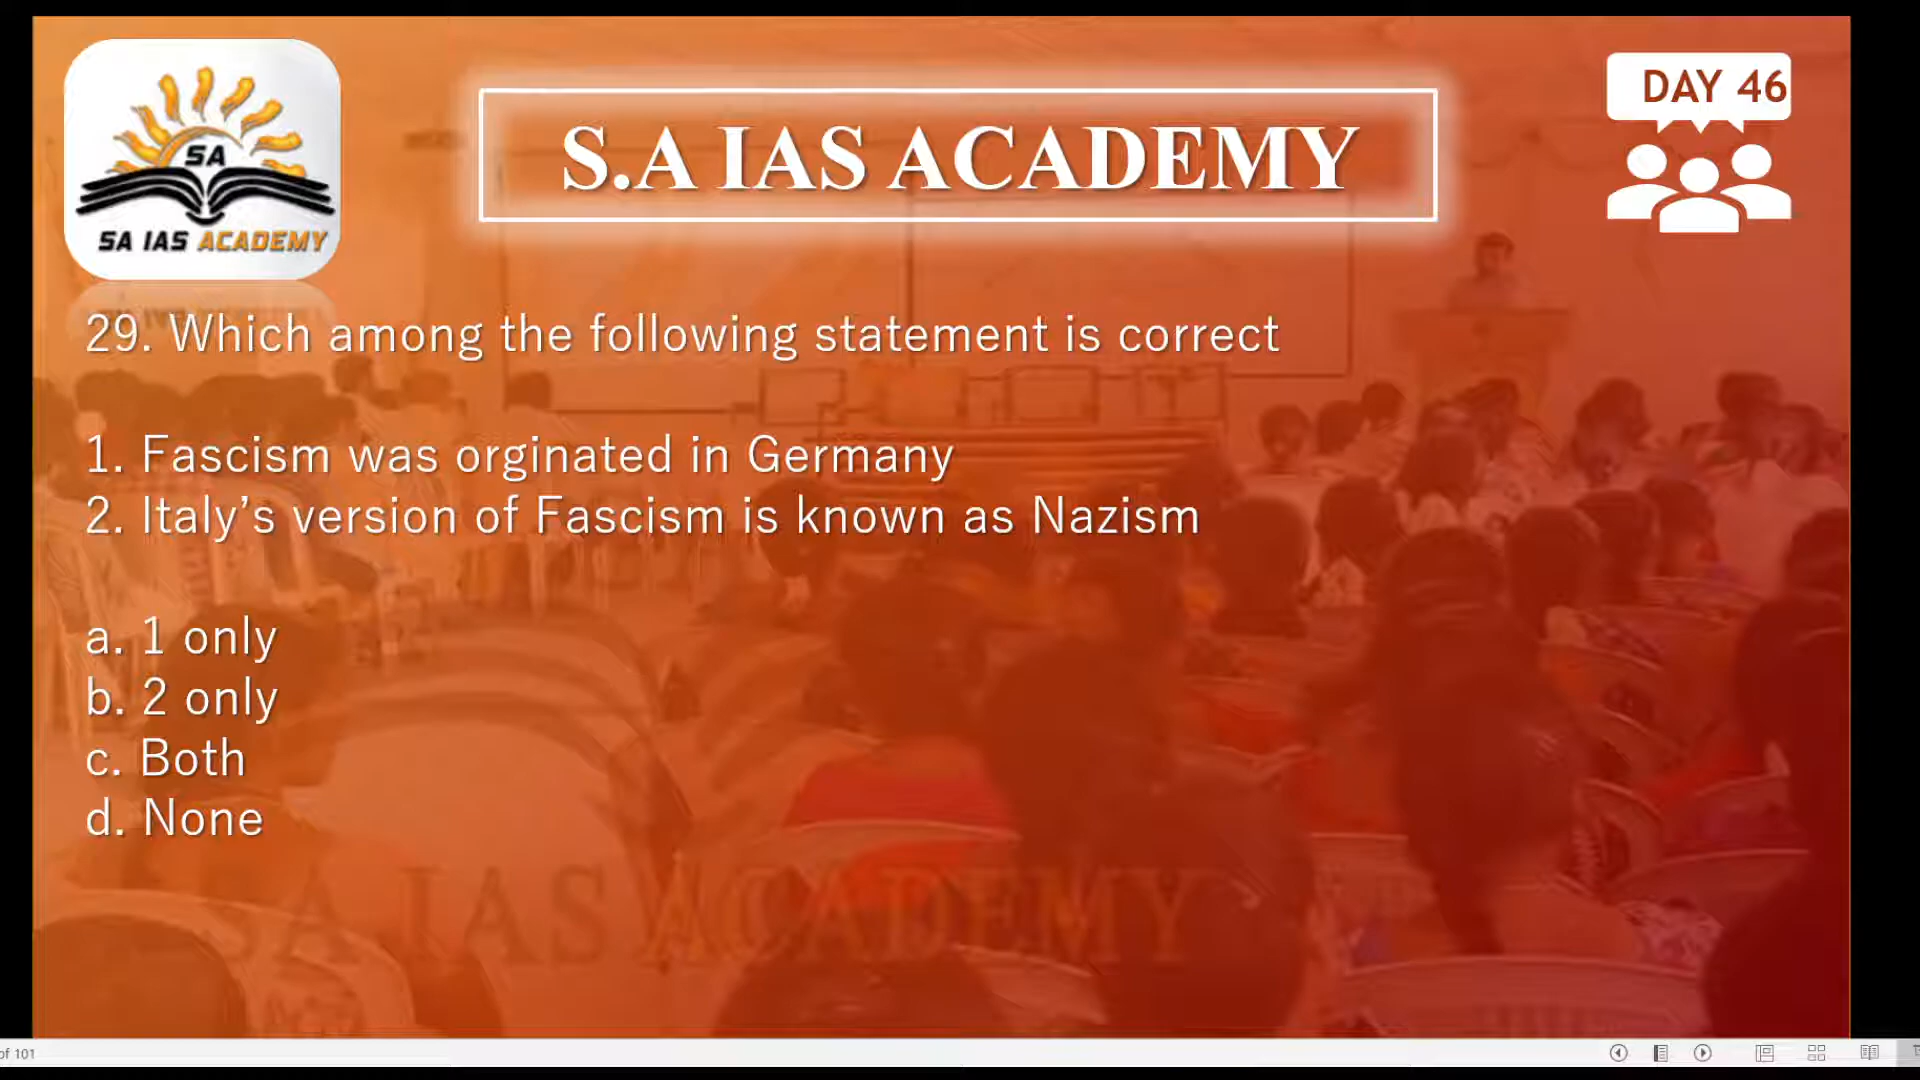 DAY 46
S.A IAS ACADEMY
SA
SA IAS ACADEMY
29. Which among the following statement is correct
1. Fascism was orginated in Germany
2. Italy's version of Fascism is known as Nazism
a. 1 only
b. 2 only
c. Both
d. None
SA IAS ACADEMY
of 101